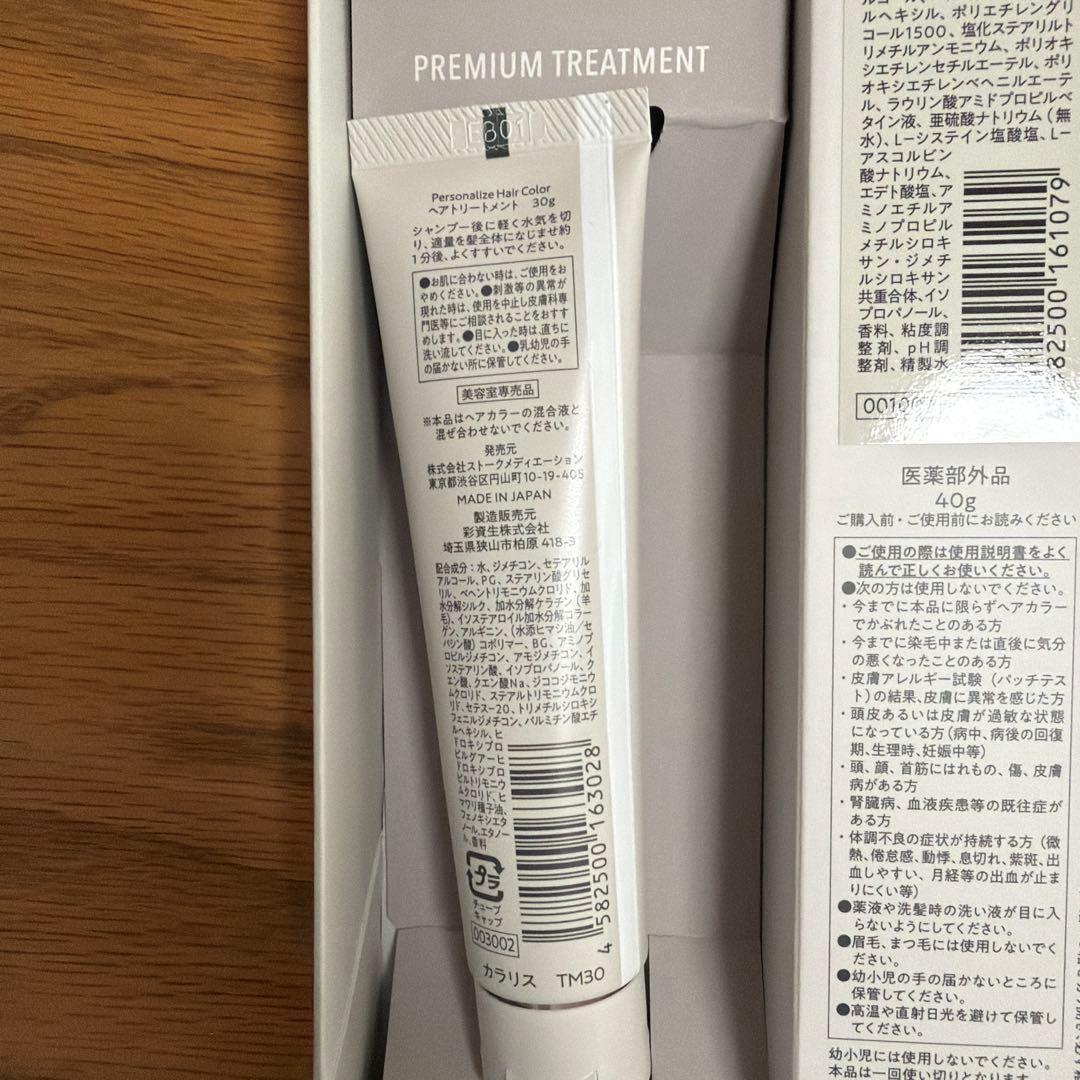 PREMIUM TREATMENT
E801
Personalize Hair Color
ヘアトリートメント 30g
シャンプー後に軽く水気を切
り、適量を髪全体になじませ約
1分後、よくすすいでください。
●お肌に合わない時は、ご使用をお
やめください。●刺激等の異常が
現れた時は、使用を中止し皮膚科専
門医等にご相談されることをおすす
めします。●目に入った時は、直ちに
洗い流してください。●乳幼児の手
の届かない所に保管してください。
美容室専売品
※本品はヘアカラーの混合液と
混ぜ合わせないでください。
発売元
株式会社ストークメディエーション
東京都渋谷区円山町10-19-405
MADE IN JAPAN
製造販売元
彩資生株式会社
埼玉県狭山市柏原 418-3
配合成分：水、ジメチコン、セテアリル
アルコール、PG、ステアリン酸グリセ
リル、ベヘントリモニウムクロリド、加
水分解シルク、加水分解ケラチン（羊
毛）、イソステアロイル加水分解コラー
ゲン、アルギニン、（水添ヒマシ油／セ
バシン酸）コポリマー、BG、アミノプ
ロピルジメチコン、アモジメチコン、イ
ソステアリン酸、イソプロパノール、ク
エン酸、クエン酸Na、ジココジモニウ
ムクロリド、ステアルトリモニウムクロ
リド、セテス-20、トリメチルシロキシ
フェニルジメチコン、パルミチン酸エチ
ルヘキシル、ヒ
ドロキシプロ
ピルグアーヒ
ドロキシプロ
ピルトリモニウ
ムクロリド、ヒ
マワリ種子油、
フェノキシエタ
ノール、エタノー
ル、香料
プラ
チューブ
キャップ
003002
4 582500 163028
カラリス TM30
ルヘキシル、ポリエチレングリ
コール1500、塩化ステアリルト
リメチルアンモニウム、ポリオキ
シエチレンセチルエーテル、ポリ
オキシエチレンベヘニルエーテ
ル、ラウリン酸アミドプロピルベ
タイン液、亜硫酸ナトリウム（無
水）、L-システイン塩酸塩、L-
アスコルビン
酸ナトリウム、
エデト酸塩、ア
ミノエチルア
ミノプロピル
メチルシロキ
サン・ジメチ
ルシロキサン
共重合体、イソ
プロパノール、
香料、粘度調
整剤、pH調
整剤、精製水
82500 161079
医薬部外品
40g
ご購入前・ご使用前にお読みください
●ご使用の際は使用説明書をよく
読んで正しくお使いください。
●次の方は使用しないでください。
・今までに本品に限らずヘアカラー
でかぶれたことのある方
・今までに染毛中または直後に気分
の悪くなったことのある方
・皮膚アレルギー試験（パッチテス
ト）の結果、皮膚に異常を感じた方
・頭皮あるいは皮膚が過敏な状態
になっている方（病中、病後の回復
期、生理時、妊娠中等）
・頭、顔、首筋にはれもの、傷、皮膚
病がある方
・腎臓病、血液疾患等の既往症が
ある方
・体調不良の症状が持続する方（微
熱、倦怠感、動悸、息切れ、紫斑、出
血しやすい、月経等の出血が止ま
りにくい等）
●薬液や洗髪時の洗い液が目に入
らないようにしてください。
●眉毛、まつ毛には使用しないでく
ださい。
●幼小児の手の届かないところに
保管してください。
●高温や直射日光を避けて保管し
てください。
幼小児には使用しないでください。
本品は一回使い切りとなります。